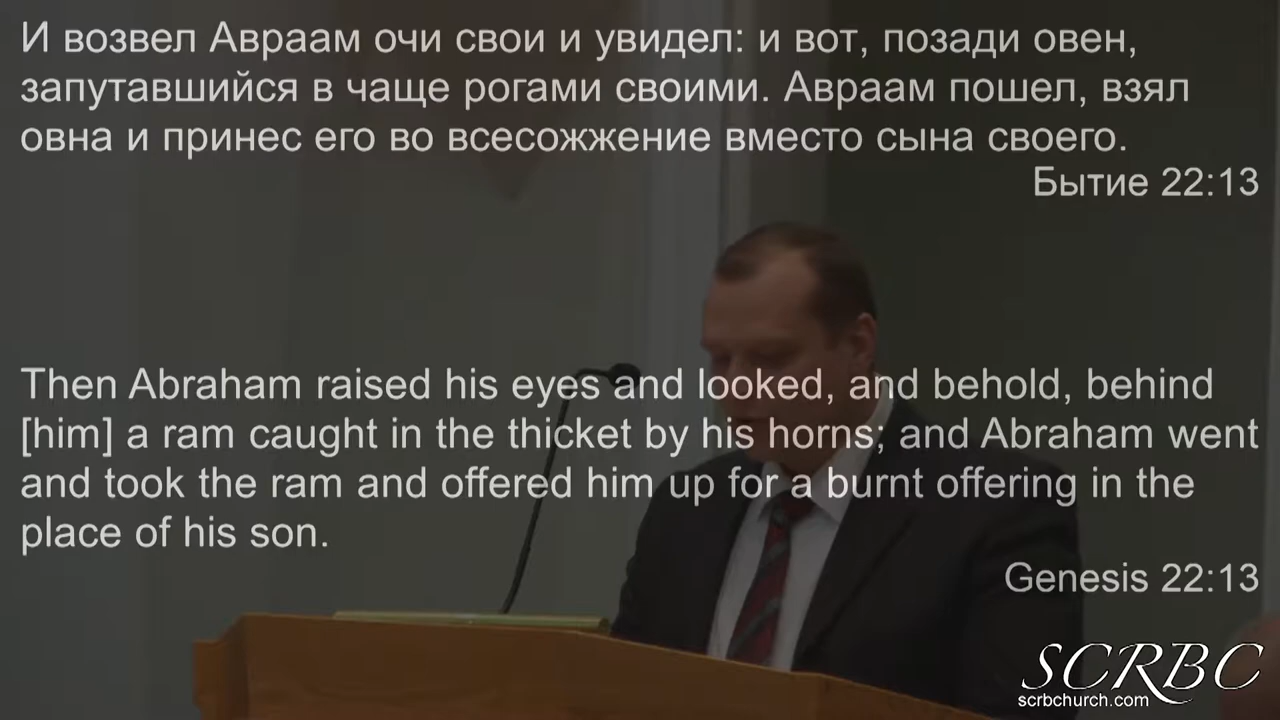 И возвел Авраам очи свои и увидел: и вот, позади овен,
запутавшийся в чаще рогами своими. Авраам пошел, взял
овна и принес его во всесожжение вместо сына своего.
Бытие 22:13
Then Abraham raised his eyes and looked, and behold, behind
[him] a ram caught in the thicket by his horns; and Abraham went
and took the ram and offered him up for a burnt offering in the
place of his son.
Genesis 22:13
SCRBC
scrbchurch.com